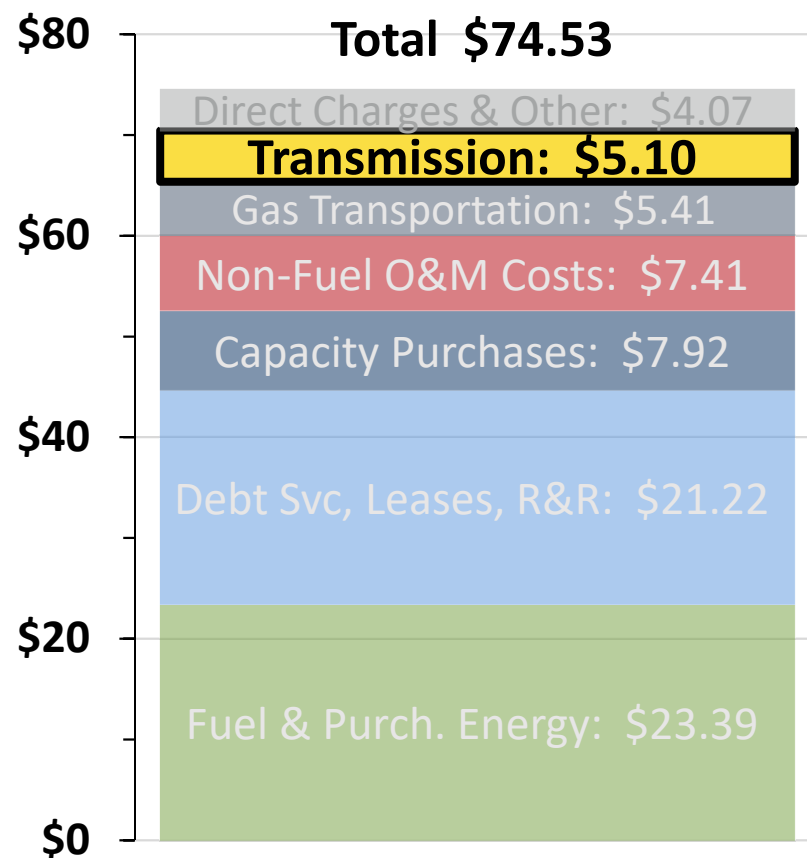 Total $74.53
$80
Direct Charges & Other: $4.07
Transmission: $5.10
Gas Transportation: $5.41
$60
Non-Fuel O&M Costs: $7.41
Capacity Purchases: $7.92
$40
Debt Svc, Leases, R&R: $21.22
$20
Fuel & Purch. Energy: $23.39
$0